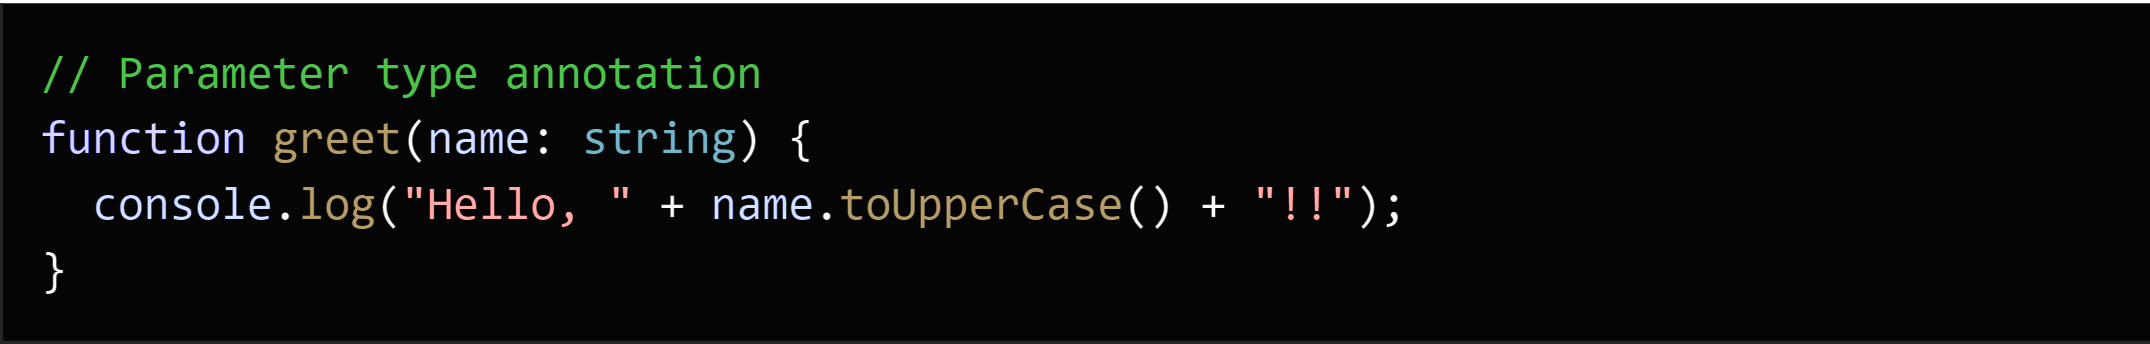 // Parameter type annotation
function greet(name: string) {
  console.log("Hello, " + name.toUpperCase() + "!!");
}